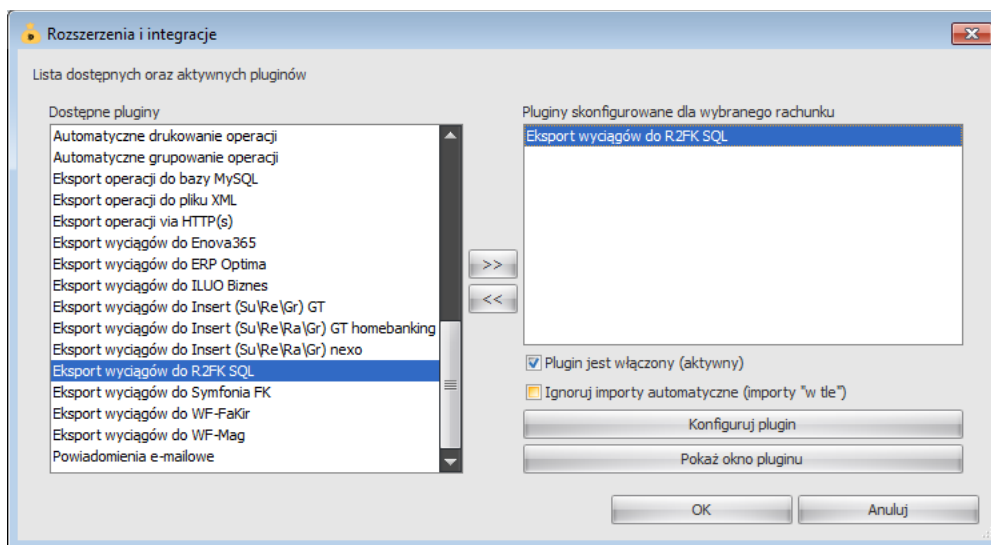 Rozszerzenia i integracje
Lista dostępnych oraz aktywnych pluginów
Dostępne pluginy
Automatyczne drukowanie operacji
Automatyczne grupowanie operacji
Eksport operacji do bazy MySQL
Eksport operacji do pliku XML
Eksport operacji via HTTP(s)
Eksport wyciągów do Enova365
Eksport wyciągów do ERP Optima
Eksport wyciągów do ILUO Biznes
Eksport wyciągów do Insert (Su\Re\Gr) GT
Eksport wyciągów do Insert (Su\Re\Ra\Gr) GT homebanking
Eksport wyciągów do Insert (Su\Re\Ra\Gr) nexo
Eksport wyciągów do R2FK SQL
Eksport wyciągów do Symfonia FK
Eksport wyciągów do WF-FaKir
Eksport wyciągów do WF-Mag
Powiadomienia e-mailowe
>>
<<
Pluginy skonfigurowane dla wybranego rachunku
Eksport wyciągów do R2FK SQL
Plugin jest włączony (aktywny)
Ignoruj importy automatyczne (importy "w tle")
Konfiguruj plugin
Pokaż okno pluginu
OK
Anuluj